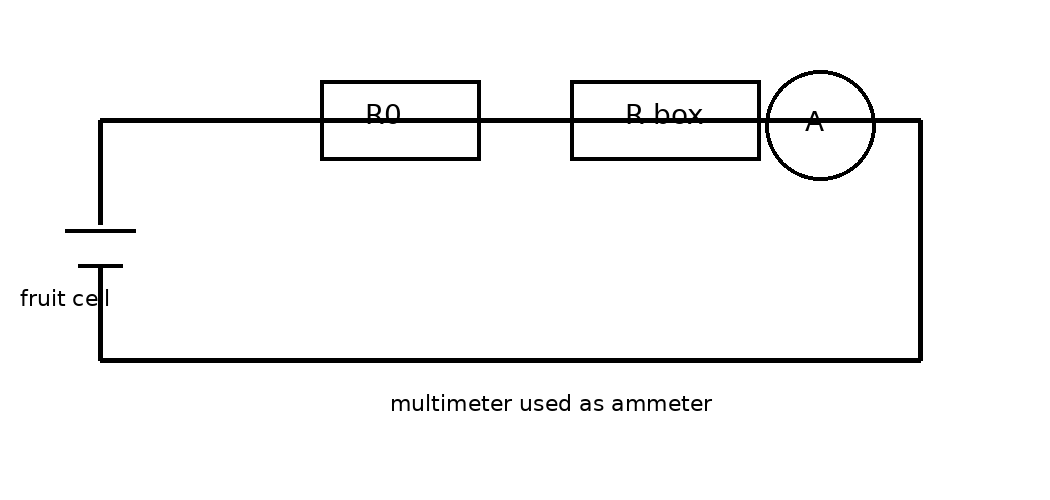 R0
R box
A
fruit cell
multimeter used as ammeter